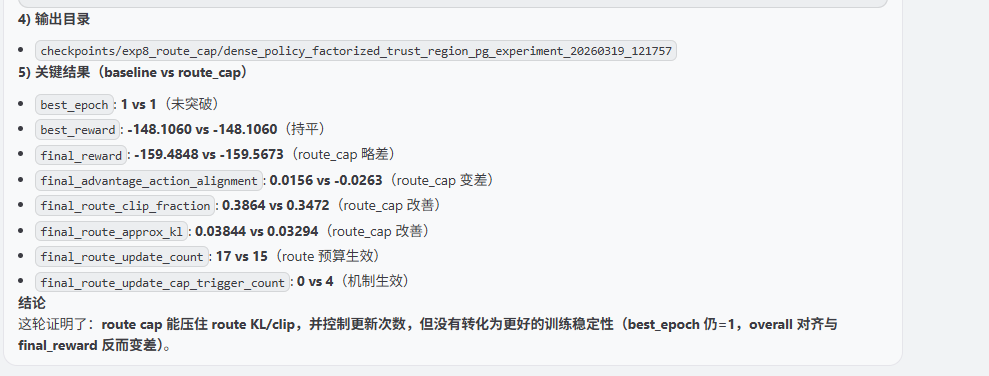 4) 输出目录
checkpoints/exp8_route_cap/dense_policy_factorized_trust_region_pg_experiment_20260319_121757
5) 关键结果（baseline vs route_cap）
best_epoch: 1 vs 1（未突破）
best_reward: -148.1060 vs -148.1060（持平）
final_reward: -159.4848 vs -159.5673（route_cap 略差）
final_advantage_action_alignment: 0.0156 vs -0.0263（route_cap 变差）
final_route_clip_fraction: 0.3864 vs 0.3472（route_cap 改善）
final_route_approx_kl: 0.03844 vs 0.03294（route_cap 改善）
final_route_update_count: 17 vs 15（route 预算生效）
final_route_update_cap_trigger_count: 0 vs 4（机制生效）
结论
这轮证明了：route cap 能压住 route KL/clip，并控制更新次数，但没有转化为更好的训练稳定性（best_epoch 仍=1，overall 对齐与
final_reward 反而变差）。